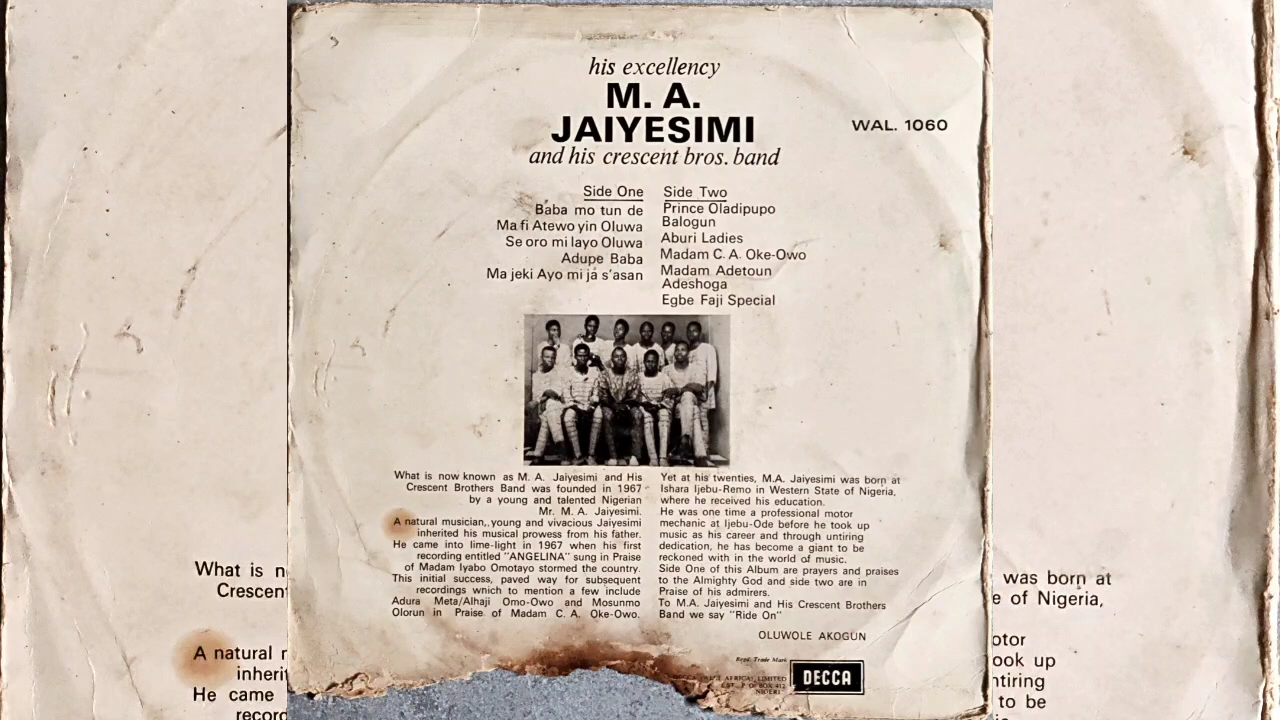 his excellency
M. A.
JAIYESIMI
and his crescent bros. band
WAL. 1060
Side One
Baba mo tun de
Ma fi Atewo yin Oluwa
Se oro mi layo Oluwa
Adupe Baba
Ma jeki Ayo mi já s'asan
Side Two
Prince Oladipupo
Balogun
Aburi Ladies
Madam C. A. Oke-Owo
Madam Adetoun
Adeshoga
Egbe Faji Special
What is now known as M. A. Jaiyesimi and His
Crescent Brothers Band was founded in 1967
by a young and talented Nigerian
Mr. M. A. Jaiyesimi.
A natural musician, young and vivacious Jaiyesimi
inherited his musical prowess from his father.
He came into lime-light in 1967 when his first
recording entitled "ANGELINA" sung in Praise
of Madam Iyabo Omotayo stormed the country.
This initial success, paved way for subsequent
recordings which to mention a few include
Adura Meta/Alhaji Omo-Owo and Mosunmo
Olorun in Praise of Madam C. A. Oke-Owo.
Yet at his twenties, M.A. Jaiyesimi was born at
Ishara Ijebu-Remo in Western State of Nigeria,
where he received his education.
He was one time a professional motor
mechanic at Ijebu-Ode before he took up
music as his career and through untiring
dedication, he has become a giant to be
reckoned with in the world of music.
Side One of this Album are prayers and praises
to the Almighty God and side two are in
Praise of his admirers.
To M.A. Jaiyesimi and His Crescent Brothers
Band we say "Ride On"
OLUWOLE AKOGUN
Regd. Trade Mark
DECCA
AFRICA) LIMITED
BOX 412
What is n
Crescent
A natural r
inherit
He came
record
was born at
e of Nigeria,
otor
ook up
ntiring
to be